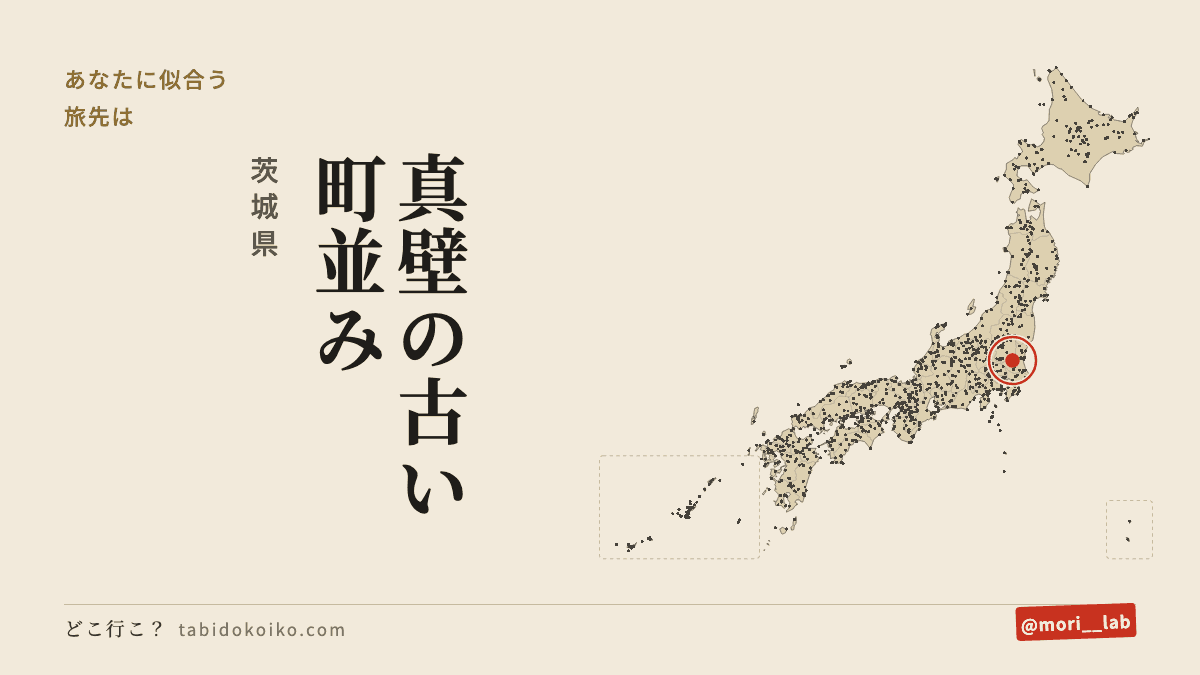 あなたに似合う
旅先は
真壁の古い
町並み
茨城県
どこ行こ？ tabidokoiko.com
@mori__lab